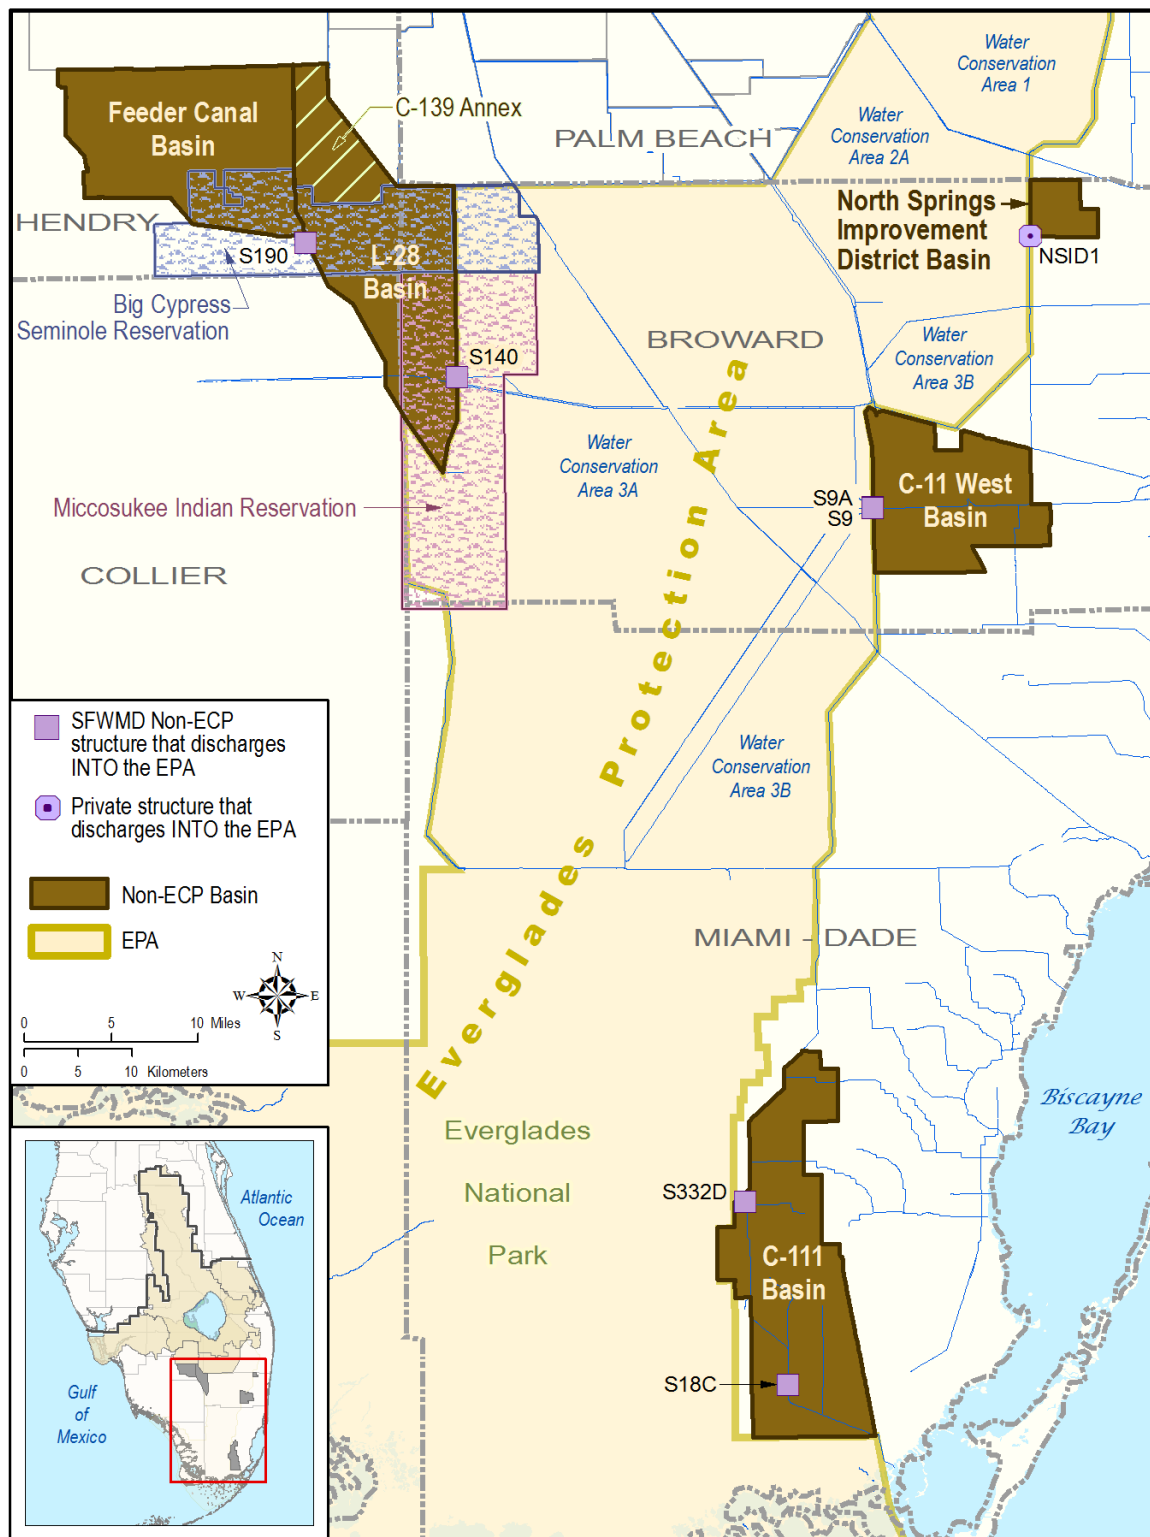 Water
Conservation
Area 1
Feeder Canal
Basin
C-139 Annex
PALM BEACH
Water
Conservation
Area 2A
HENDRY
S190
L-28
Basin
North Springs
Improvement
District Basin
NSID1
Big Cypress
Seminole Reservation
S140
BROWARD
Water
Conservation
Area 3B
Water
Conservation
Area 3A
Miccosukee Indian Reservation
S9A
S9
C-11 West
Basin
COLLIER
Everglades Protection Area
Water
Conservation
Area 3B
MIAMI - DADE
SFWMD Non-ECP
structure that discharges
INTO the EPA
Private structure that
discharges INTO the EPA
Non-ECP Basin
EPA
N
W E
S
0 5 10 Miles
0 5 10 Kilometers
Everglades
National
Park
Biscayne
Bay
S332D
C-111
Basin
S18C
Atlantic
Ocean
Gulf
of
Mexico